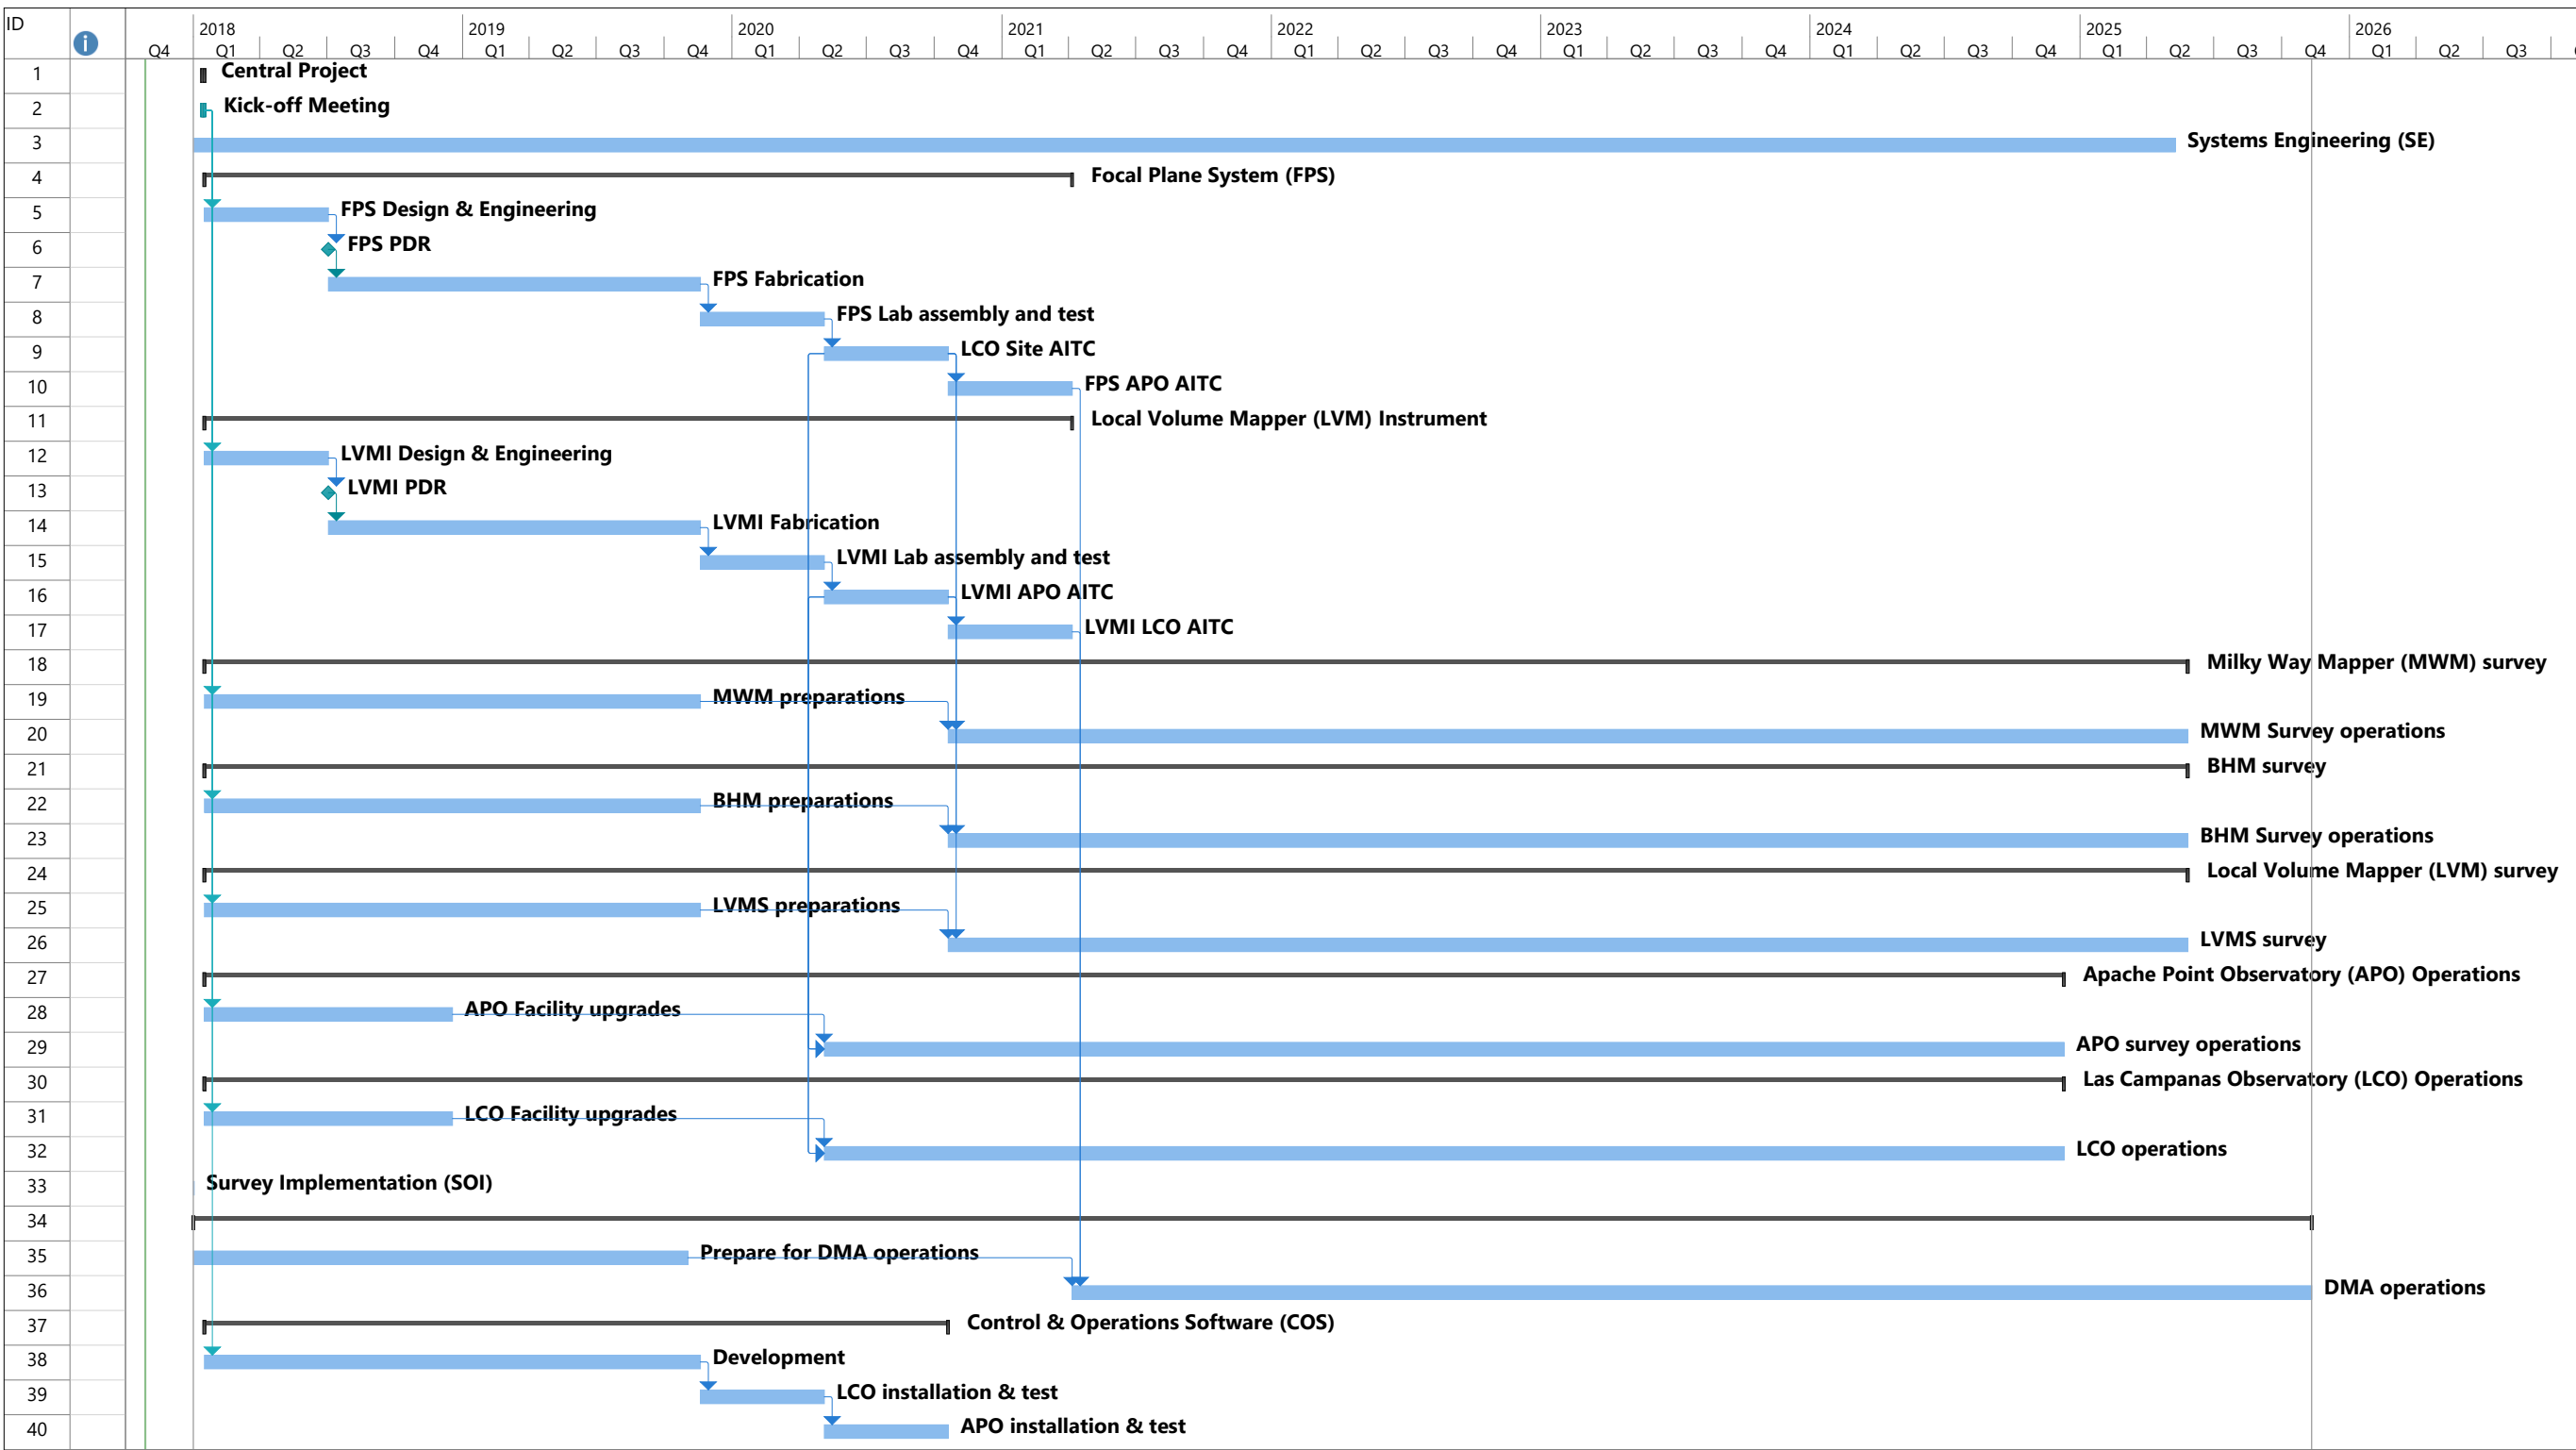 ID
i
2018 2019 2020 2021 2022 2023 2024 2025 2026
Q4 Q1 Q2 Q3 Q4 Q1 Q2 Q3 Q4 Q1 Q2 Q3 Q4 Q1 Q2 Q3 Q4 Q1 Q2 Q3 Q4 Q1 Q2 Q3 Q4 Q1 Q2 Q3 Q4 Q1 Q2 Q3 Q4 Q1 Q2 Q3
1 Central Project
2 Kick-off Meeting
3 Systems Engineering (SE)
4 Focal Plane System (FPS)
5 FPS Design & Engineering
6 FPS PDR
7 FPS Fabrication
8 FPS Lab assembly and test
9 LCO Site AITC
10 FPS APO AITC
11 Local Volume Mapper (LVM) Instrument
12 LVMI Design & Engineering
13 LVMI PDR
14 LVMI Fabrication
15 LVMI Lab assembly and test
16 LVMI APO AITC
17 LVMI LCO AITC
18 Milky Way Mapper (MWM) survey
19 MWM preparations
20 MWM Survey operations
21 BHM survey
22 BHM preparations
23 BHM Survey operations
24 Local Volume Mapper (LVM) survey
25 LVMS preparations
26 LVMS survey
27 Apache Point Observatory (APO) Operations
28 APO Facility upgrades
29 APO survey operations
30 Las Campanas Observatory (LCO) Operations
31 LCO Facility upgrades
32 LCO operations
33 Survey Implementation (SOI)
34
35 Prepare for DMA operations
36 DMA operations
37 Control & Operations Software (COS)
38 Development
39 LCO installation & test
40 APO installation & test